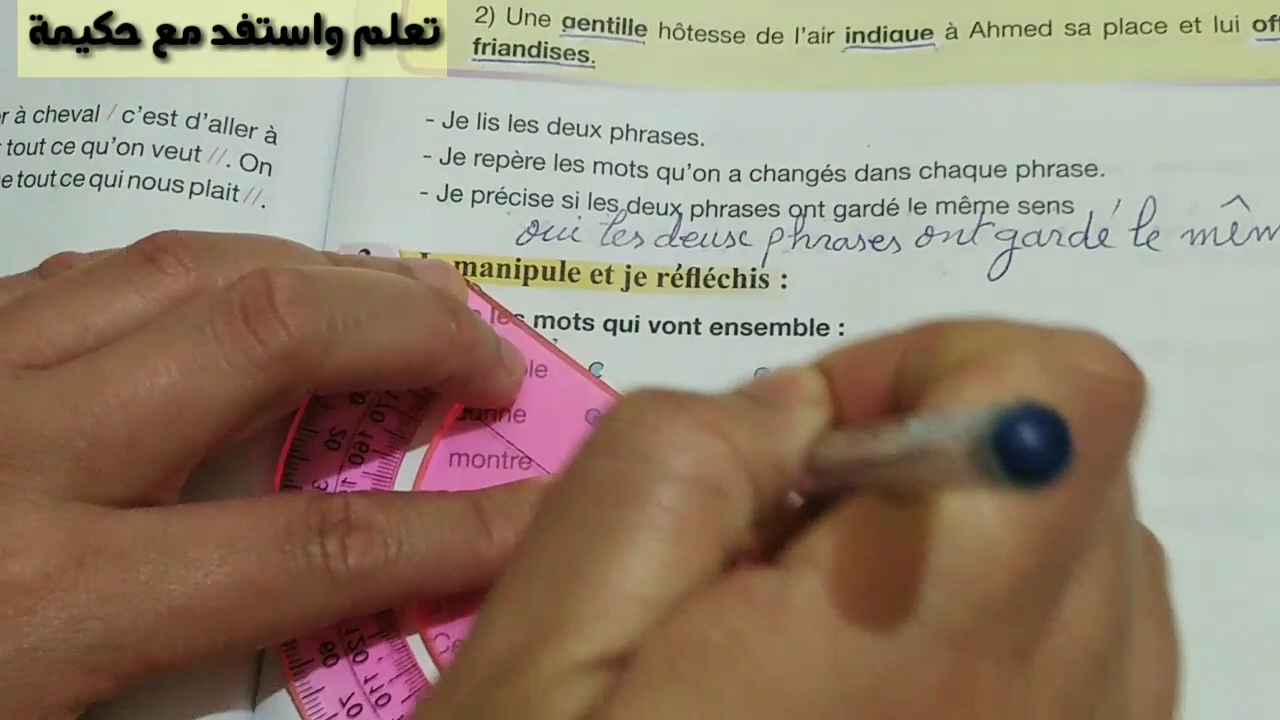 تعلم واستفد مع حكيمة
2) Une gentille hôtesse de l'air indique à Ahmed sa place et lui
friandises.
r à cheval / c'est d'aller à
tout ce qu'on veut //. On
e tout ce qui nous plait //.
- Je lis les deux phrases.
- Je repère les mots qu'on a changés dans chaque phrase.
- Je précise si les deux phrases ont gardé le même sens
oui les deux phrases ont gardé le mêm
manipule et je réfléchis :
les mots qui vont ensemble :
montre